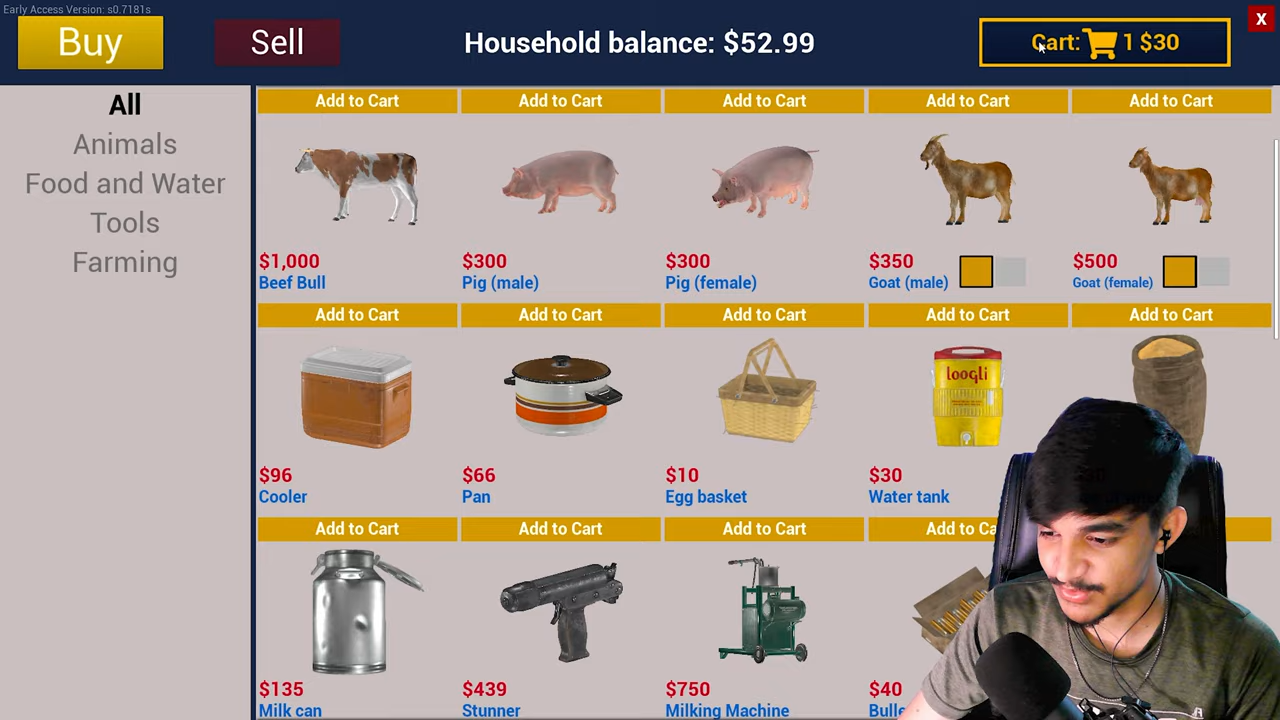 Early Access Version: s0.7181s
X
Buy
Sell
Household balance: $52.99
Cart: 1 $30
All
Animals
Food and Water
Tools
Farming
Add to Cart
Add to Cart
Add to Cart
Add to Cart
Add to Cart
$1,000
Beef Bull
$300
Pig (male)
$300
Pig (female)
$350
Goat (male)
$500
Goat (female)
Add to Cart
Add to Cart
Add to Cart
Add to Cart
Add to Cart
loogli
$96
Cooler
$66
Pan
$10
Egg basket
$30
Water tank
Add to Cart
Add to Cart
Add to Cart
Add to Ca
$135
Milk can
$439
Stunner
$750
Milking Machine
$40
Bulle